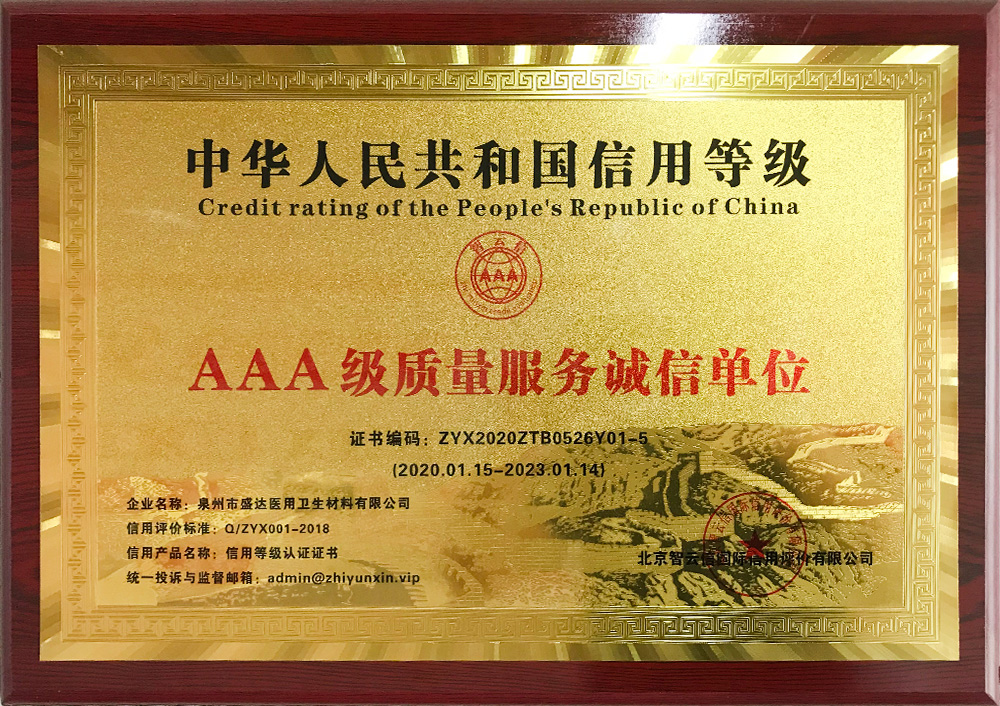 中华人民共和国信用等级
Credit rating of the People's Republic of China
智云信
AAA
AAA级质量服务诚信单位
证书编码：ZYX2020ZTB0526Y01-5
(2020.01.15-2023.01.14)
企业名称：泉州市盛达医用卫生材料有限公司
信用评价标准：Q/ZYX001-2018
信用产品名称：信用等级认证证书
统一投诉与监督邮箱：admin@zhiyunxin.vip
北京智云信国际信用评价有限公司